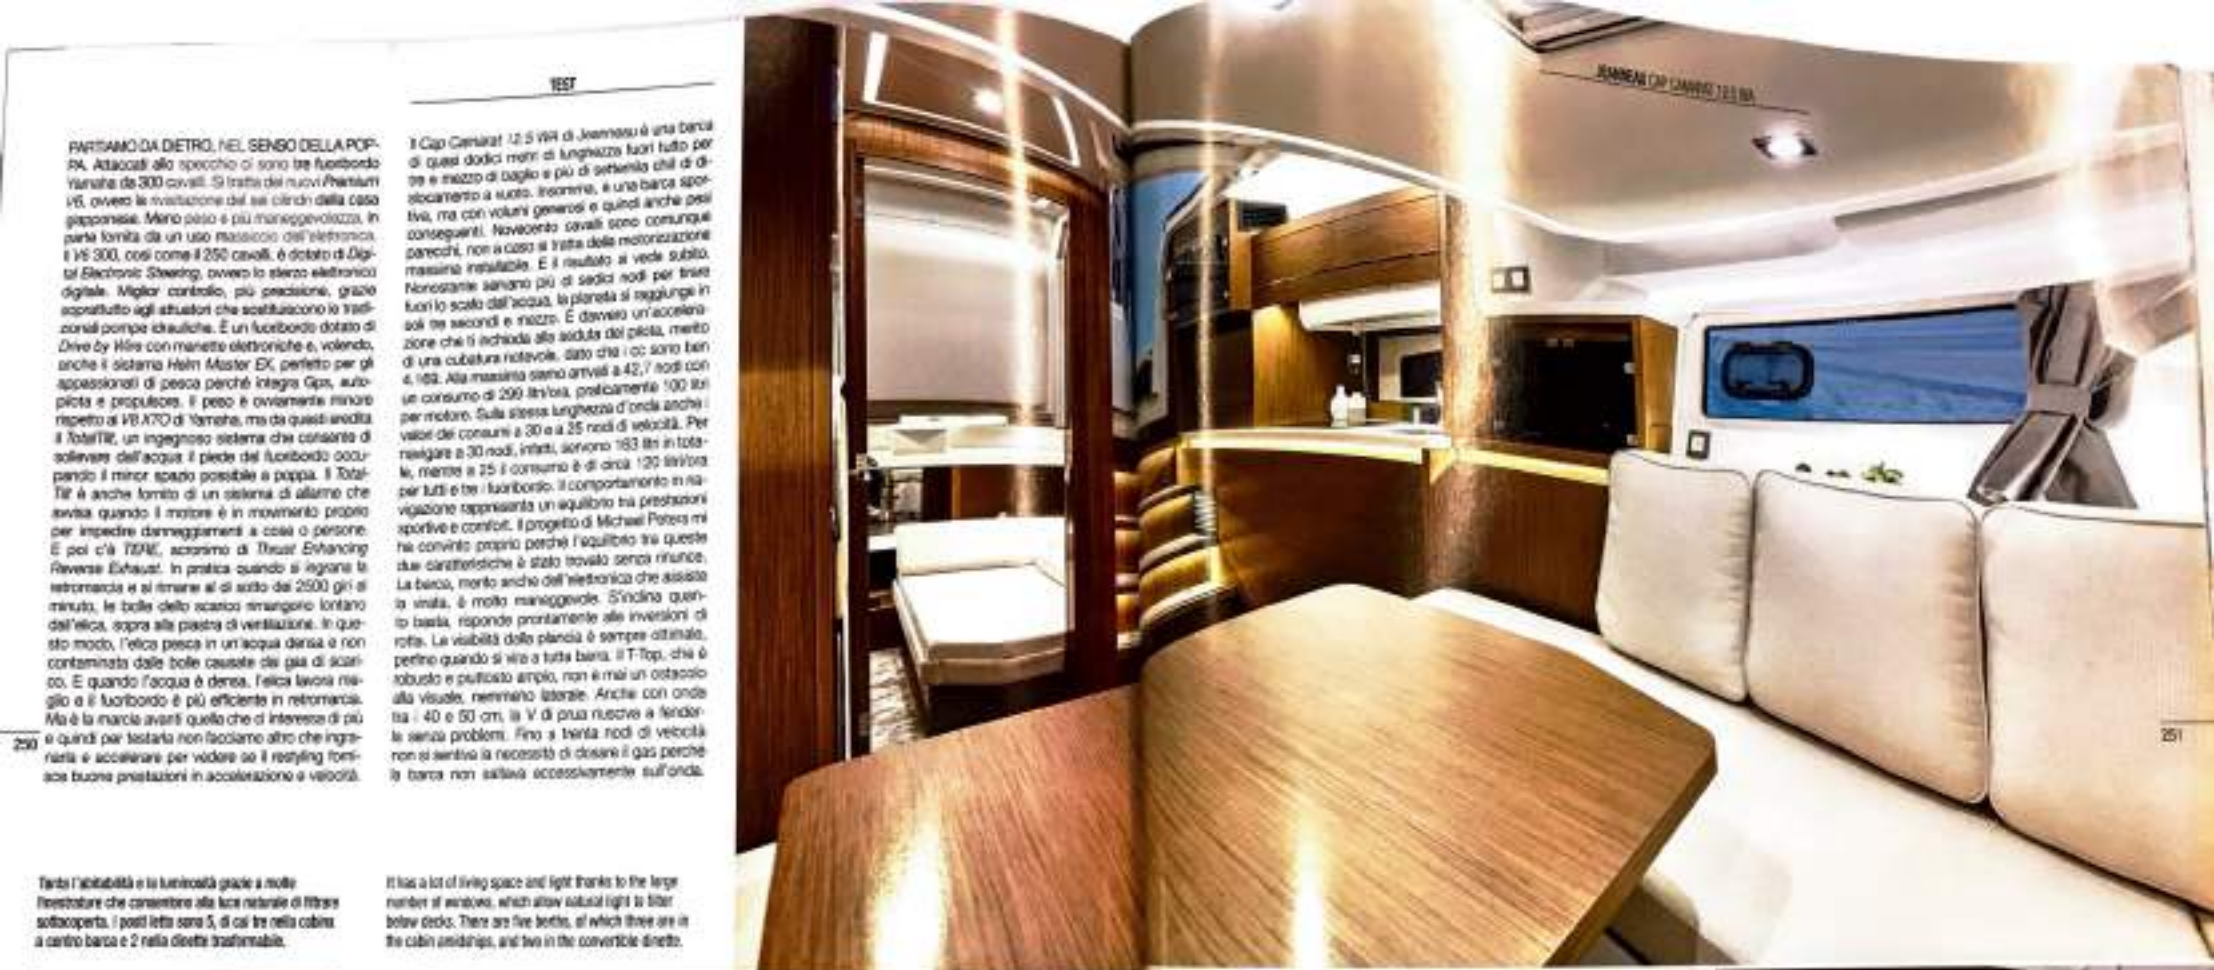 TEST
PARTIAMO DA DIETRO, NEL SENSO DELLA POP-
PA. Attaccati allo specchio ci sono tre fuoribordo
Yamaha da 300 cavalli. Si tratta dei nuovi Premium
V6, ovvero la rivisitazione del sei cilindri della casa
giapponese. Meno peso e più maneggevolezza, in
parte fornita da un uso massiccio dell'elettronica.
Il V6 300, così come il 250 cavalli, è dotato di Digi-
tal Electronic Steering, ovvero lo sterzo elettronico
digitale. Miglior controllo, più precisione, grazie
soprattutto agli attuatori che sostituiscono le tradi-
zionali pompe idrauliche. È un fuoribordo dotato di
Drive by Wire con manette elettroniche e, volendo,
anche il sistema Helm Master EX, perfetto per gli
appassionati di pesca perché integra Gps, auto-
pilota e propulsore. Il peso è ovviamente minore
rispetto al V8 XTO di Yamaha, ma da questi eredita
il TotalTilt, un ingegnoso sistema che consente di
sollevare dall'acqua il piede del fuoribordo occu-
pando il minor spazio possibile a poppa. Il Total-
Tilt è anche fornito di un sistema di allarme che
avvisa quando il motore è in movimento proprio
per impedire danneggiamenti a cose o persone.
E poi c'è TERE, acronimo di Thrust Enhancing
Reverse Exhaust. In pratica quando si ingrana la
retromarcia e si rimane al di sotto dei 2500 giri al
minuto, le bolle dello scarico rimangono lontano
dall'elica, sopra alla piastra di ventilazione. In que-
sto modo, l'elica pesca in un'acqua densa e non
contaminata dalle bolle causate dai gas di scari-
co. E quando l'acqua è densa, l'elica lavora me-
glio e il fuoribordo è più efficiente in retromarcia.
Ma è la marcia avanti quella che ci interessa di più
e quindi per testarla non facciamo altro che ingra-
narla e accelerare per vedere se il restyling forni-
sce buone prestazioni in accelerazione e velocità.
Il Cap Camarat 12.5 WA di Jeanneau è una barca
di quasi dodici metri di lunghezza fuori tutto per
tre e mezzo di baglio e più di settemila chili di di-
slocamento a vuoto. Insomma, è una barca spor-
tiva, ma con volumi generosi e quindi anche pesi
conseguenti. Novecento cavalli sono comunque
parecchi, non a caso si tratta della motorizzazione
massima installabile. E il risultato si vede subito.
Nonostante servano più di sedici nodi per tirare
fuori lo scafo dall'acqua, la planata si raggiunge in
soli tre secondi e mezzo. È davvero un'accelera-
zione che ti inchioda alla seduta del pilota, merito
di una cubatura notevole, dato che i cc sono ben
4.169. Alla massima siamo arrivati a 42,7 nodi con
un consumo di 299 litri/ora, praticamente 100 litri
per motore. Sulla stessa lunghezza d'onda anche i
valori dei consumi a 30 e a 25 nodi di velocità. Per
navigare a 30 nodi, infatti, servono 163 litri in tota-
le, mentre a 25 il consumo è di circa 120 litri/ora
per tutti e tre i fuoribordo. Il comportamento in na-
vigazione rappresenta un equilibrio tra prestazioni
sportive e comfort. Il progetto di Michael Peters mi
ha convinto proprio perché l'equilibrio tra queste
due caratteristiche è stato trovato senza rinunce.
La barca, merito anche dell'elettronica che assiste
la virata, è molto maneggevole. S'inclina quan-
to basta, risponde prontamente alle inversioni di
rotta. La visibilità dalla plancia è sempre ottimale,
perfino quando si vira a tutta barra. Il T-Top, che è
robusto e piuttosto ampio, non è mai un ostacolo
alla visuale, nemmeno laterale. Anche con onde
tra i 40 e 50 cm, la V di prua riusciva a fender-
le senza problemi. Fino a trenta nodi di velocità
non si sentiva la necessità di dosare il gas perché
la barca non saltava eccessivamente sull'onda.
250
Tanta l'abitabilità e la luminosità grazie a molte
finestrature che consentono alla luce naturale di filtrare
sottocoperta. I posti letto sono 5, di cui tre nella cabina
a centro barca e 2 nella dinette trasformabile.
It has a lot of living space and light thanks to the large
number of windows, which allow natural light to filter
below decks. There are five berths, of which three are in
the cabin amidships, and two in the convertible dinette.
JEANNEAU CAP CAMARAT 12.5 WA
251